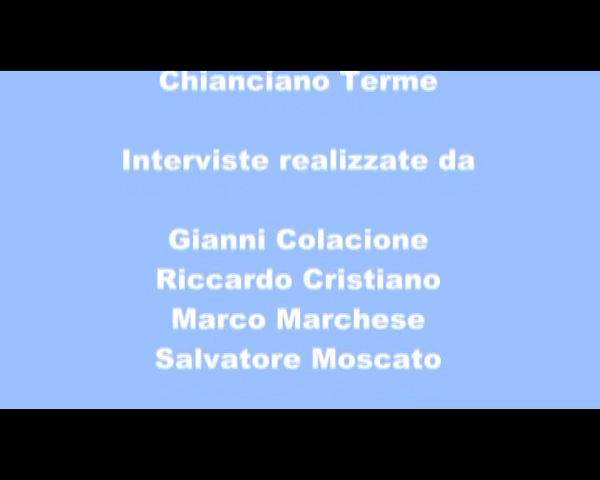 Chianciano Terme
Interviste realizzate da
Gianni Colacione
Riccardo Cristiano
Marco Marchese
Salvatore Moscato